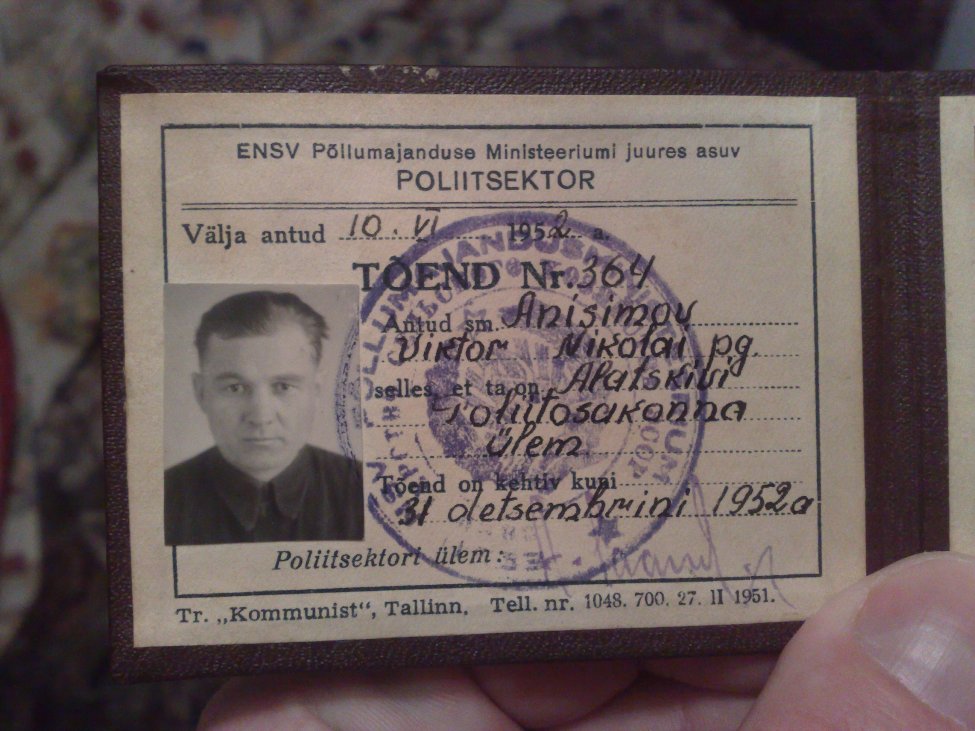 ENSV Põllumajanduse Ministeeriumi juures asuv
POLIITSEKTOR
Välja antud 10. VI 1952 a.
TÕEND Nr. 364
Antud sm. Anisimov
Viktor Nikolai pg.
selles, et ta on Alatskivi
Poliitosakonna
ülem
Tõend on kehtiv kuni
31 detsembrini 1952a
Poliitsektori ülem:
Tr. „Kommunist“, Tallinn. Tell. nr. 1048. 700. 27. II 1951.